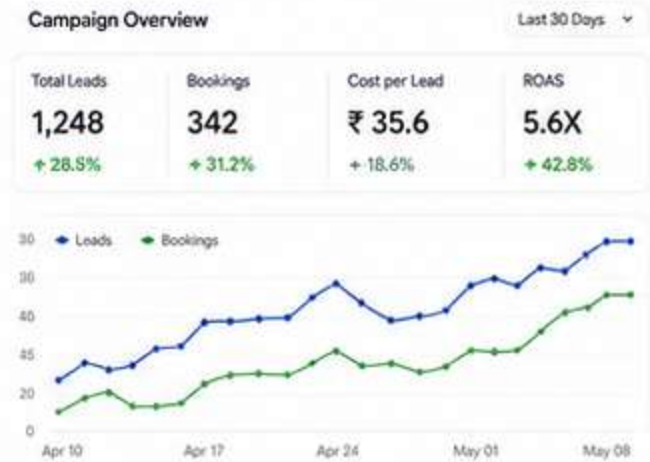 Campaign Overview
Last 30 Days
Total Leads
Bookings
Cost per Lead
ROAS
1,248
342
₹ 35.6
5.6X
↑ 28.5%
+ 31.2%
+ 18.6%
+ 42.8%
Leads
Bookings
30
30
40
45
20
0
Apr 10
Apr 17
Apr 24
May 01
May 08